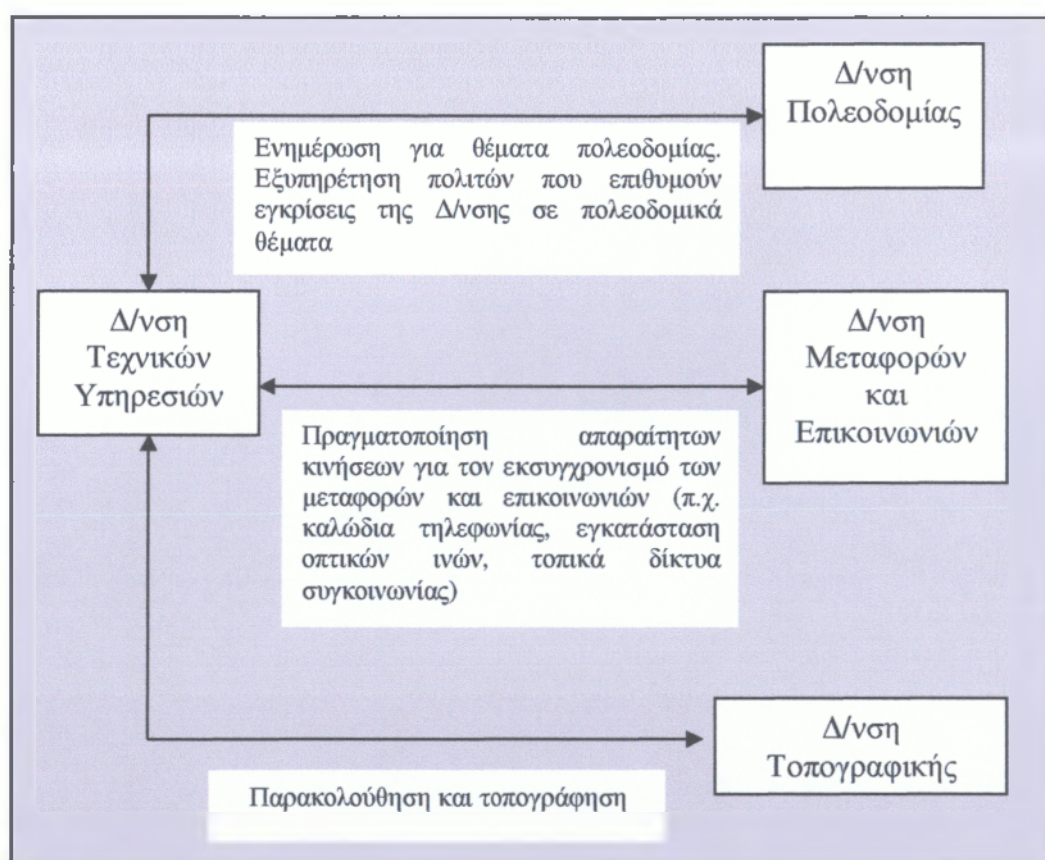 Δ/νση
Πολεοδομίας
Ενημέρωση για θέματα πολεοδομίας.
Εξυπηρέτηση πολιτών που επιθυμούν
εγκρίσεις της Δ/νσης σε πολεοδομικά
θέματα
Δ/νση
Τεχνικών
Υπηρεσιών
Δ/νση
Μεταφορών
και
Επικοινωνιών
Πραγματοποίηση απαραίτητων
κινήσεων για τον εκσυγχρονισμό των
μεταφορών και επικοινωνιών (π.χ.
καλώδια τηλεφωνίας, εγκατάσταση
οπτικών ινών, τοπικά δίκτυα
συγκοινωνίας)
Δ/νση
Τοπογραφικής
Παρακολούθηση και τοπογράφηση